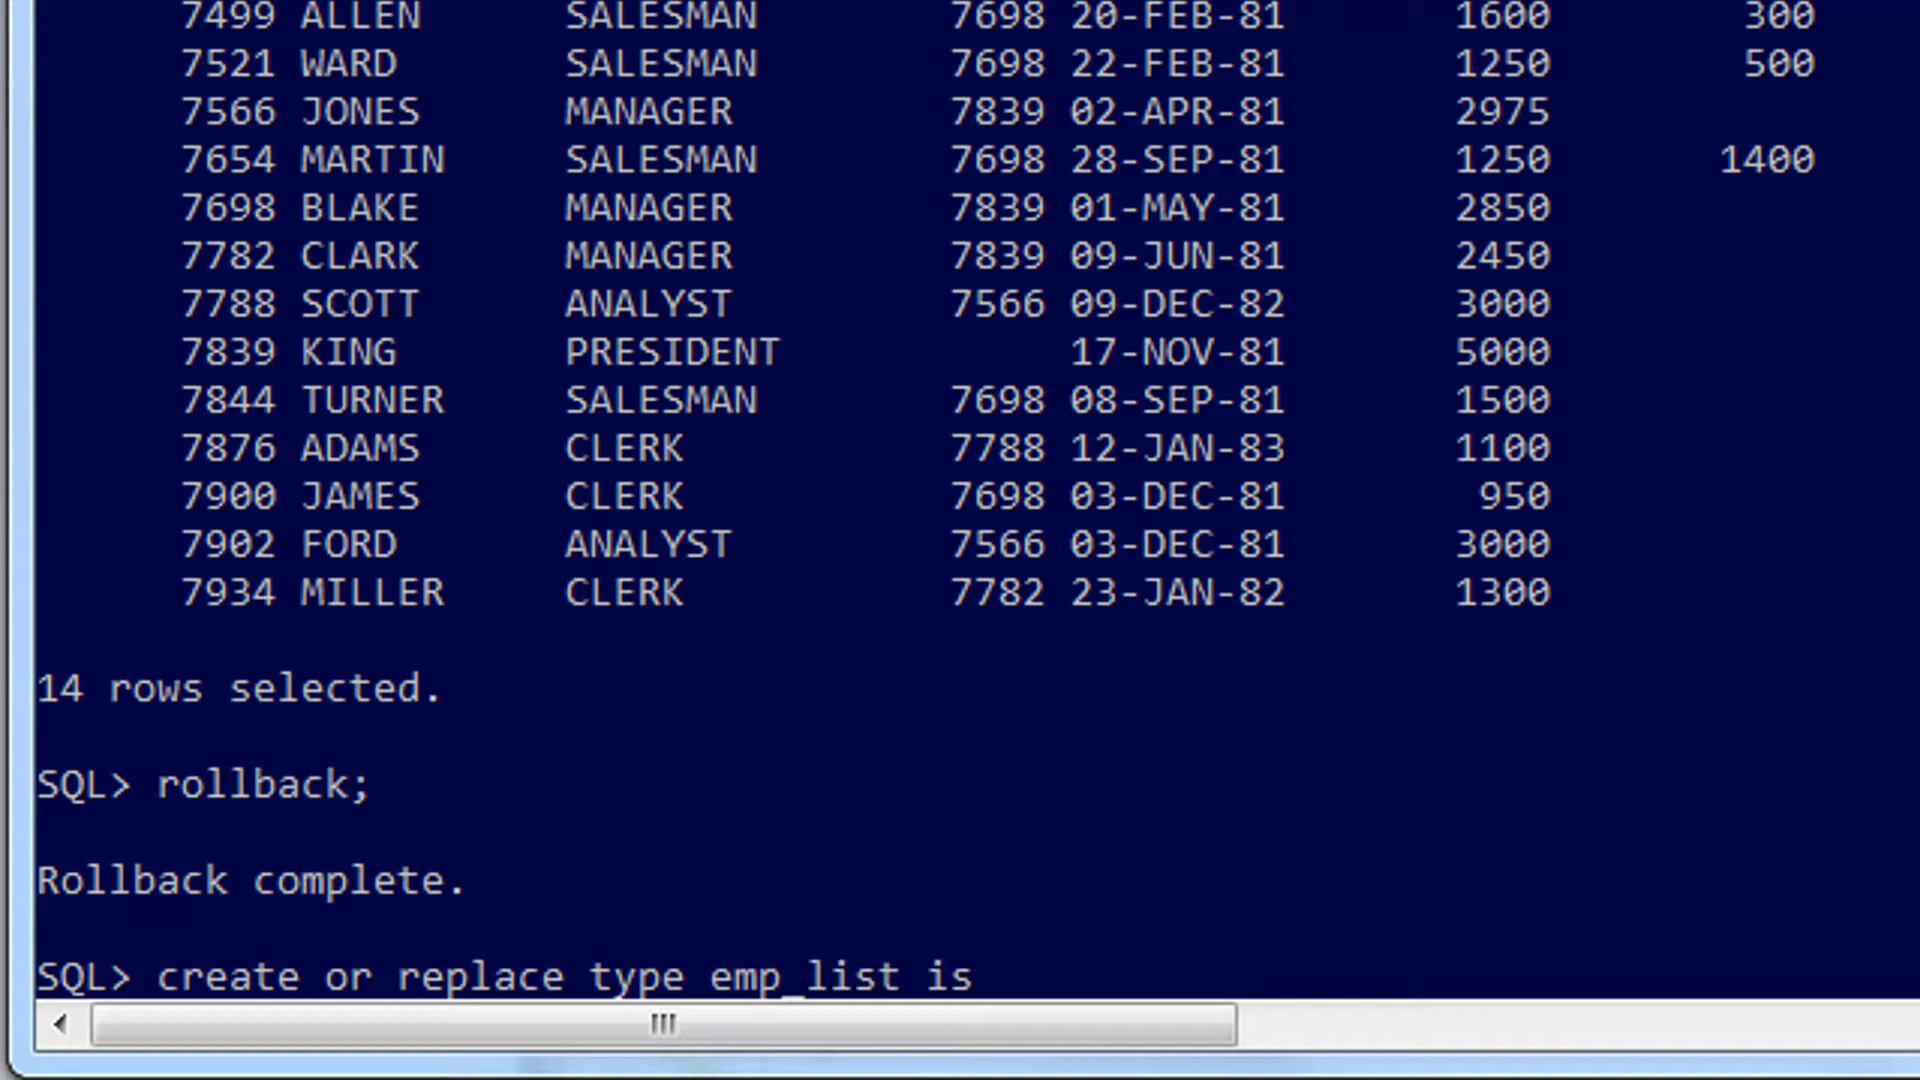 7499 ALLEN SALESMAN 7698 20-FEB-81 1600 300
7521 WARD SALESMAN 7698 22-FEB-81 1250 500
7566 JONES MANAGER 7839 02-APR-81 2975
7654 MARTIN SALESMAN 7698 28-SEP-81 1250 1400
7698 BLAKE MANAGER 7839 01-MAY-81 2850
7782 CLARK MANAGER 7839 09-JUN-81 2450
7788 SCOTT ANALYST 7566 09-DEC-82 3000
7839 KING PRESIDENT 17-NOV-81 5000
7844 TURNER SALESMAN 7698 08-SEP-81 1500
7876 ADAMS CLERK 7788 12-JAN-83 1100
7900 JAMES CLERK 7698 03-DEC-81 950
7902 FORD ANALYST 7566 03-DEC-81 3000
7934 MILLER CLERK 7782 23-JAN-82 1300
14 rows selected.
SQL> rollback;
Rollback complete.
SQL> create or replace type emp_list is